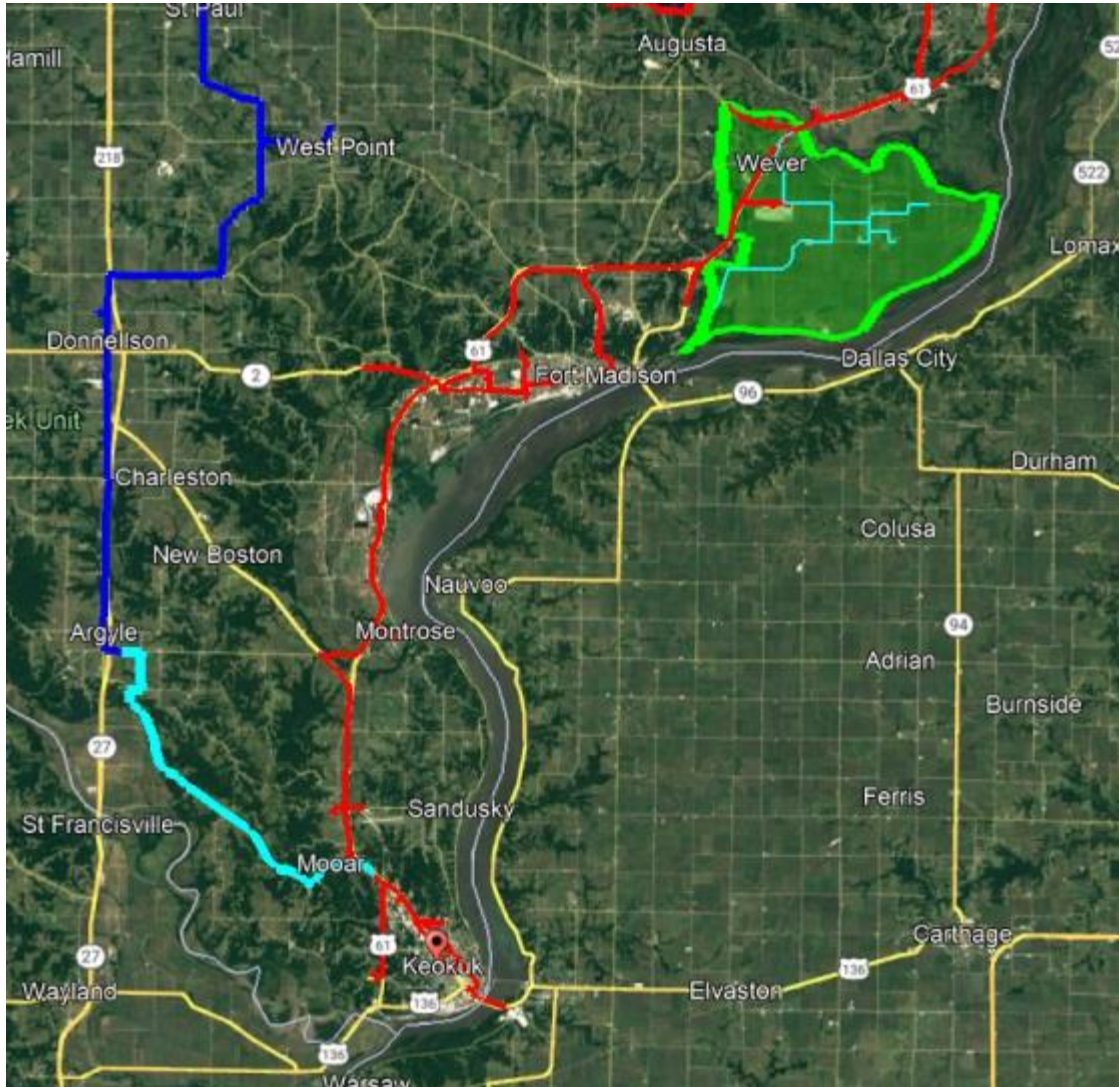 St Paul
Hamill
Augusta
52
61
218
West Point
Wever
522
Lomax
Donnellson
61
2
Fort Madison
Dallas City
96
ek Unit
Charleston
Durham
Colusa
New Boston
Nauvoo
Argyle
Montrose
94
Adrian
Burnside
27
Sandusky
Ferris
St Francisville
Mooar
61
Keokuk
Carthage
27
136
Wayland
136
Elvaston
136
Warsaw